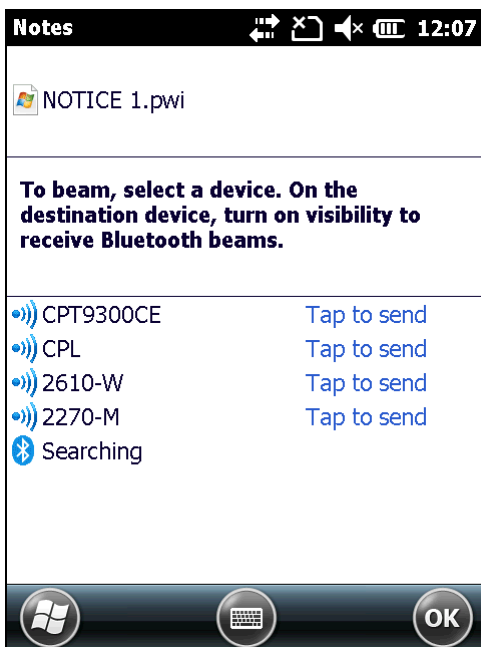 Notes 12:07
NOTICE 1.pwi
To beam, select a device. On the
destination device, turn on visibility to
receive Bluetooth beams.
CPT9300CE Tap to send
CPL Tap to send
2610-W Tap to send
2270-M Tap to send
Searching
OK